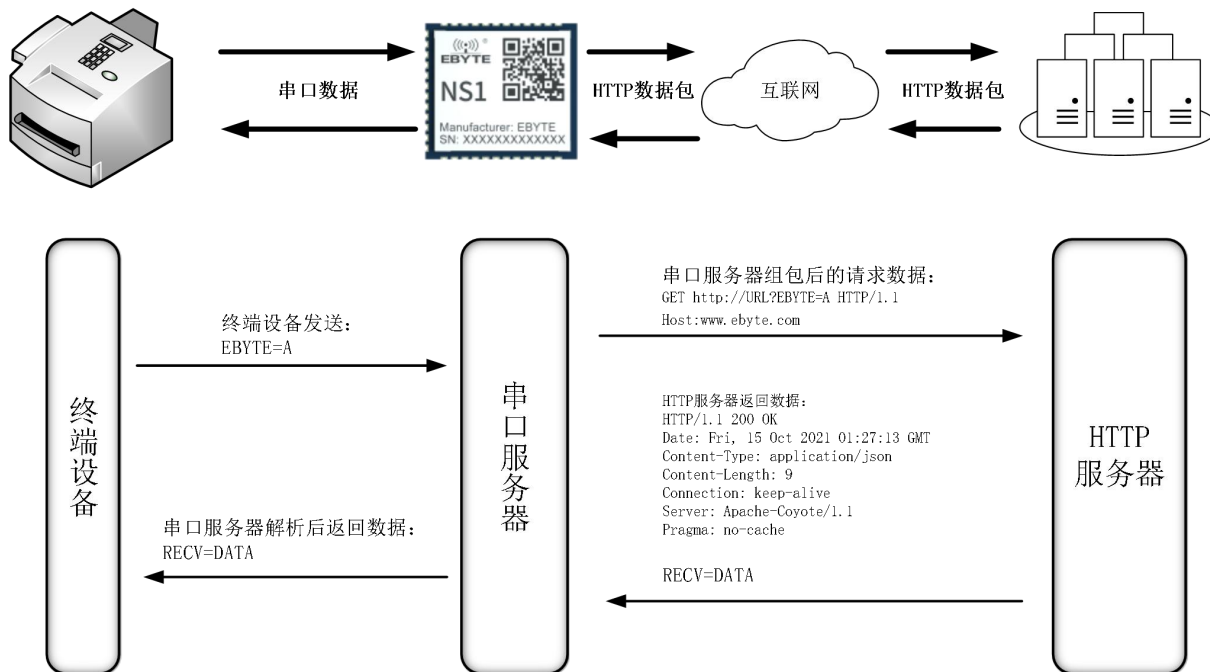 EBYTE
NS1
Manufacturer: EBYTE
SN: XXXXXXXXXXXXX
串口数据
HTTP数据包
互联网
HTTP数据包
终端设备
终端设备发送：
EBYTE=A
串口服务器解析后返回数据：
RECV=DATA
串口服务器
串口服务器组包后的请求数据：
GET http://URL?EBYTE=A HTTP/1.1
Host:www.ebyte.com
HTTP服务器返回数据：
HTTP/1.1 200 OK
Date: Fri, 15 Oct 2021 01:27:13 GMT
Content-Type: application/json
Content-Length: 9
Connection: keep-alive
Server: Apache-Coyote/1.1
Pragma: no-cache
RECV=DATA
HTTP
服务器